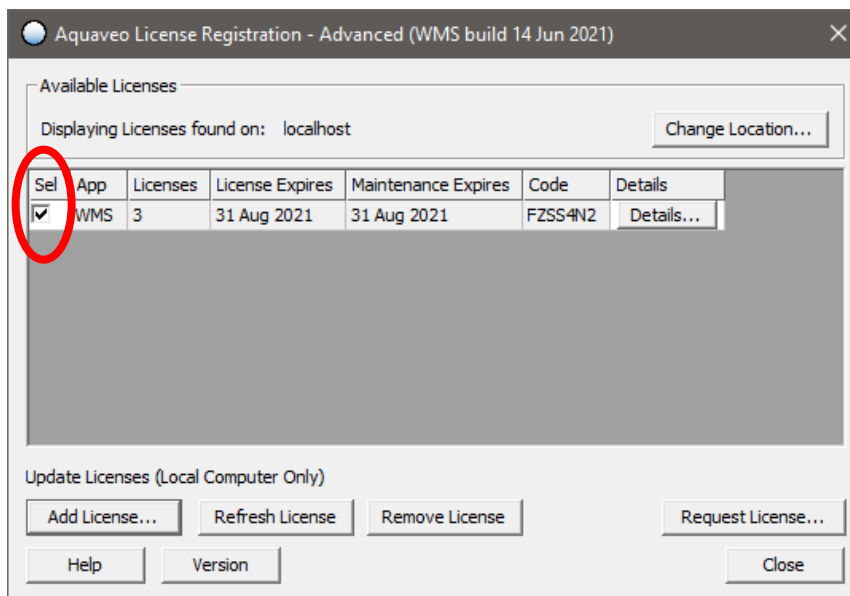 Aquaveo License Registration - Advanced (WMS build 14 Jun 2021)
Available Licenses
Displaying Licenses found on: localhost
Change Location...
Sel App Licenses License Expires Maintenance Expires Code Details
WMS 3 31 Aug 2021 31 Aug 2021 FZSS4N2 Details...
Update Licenses (Local Computer Only)
Add License... Refresh License Remove License Request License...
Help Version Close